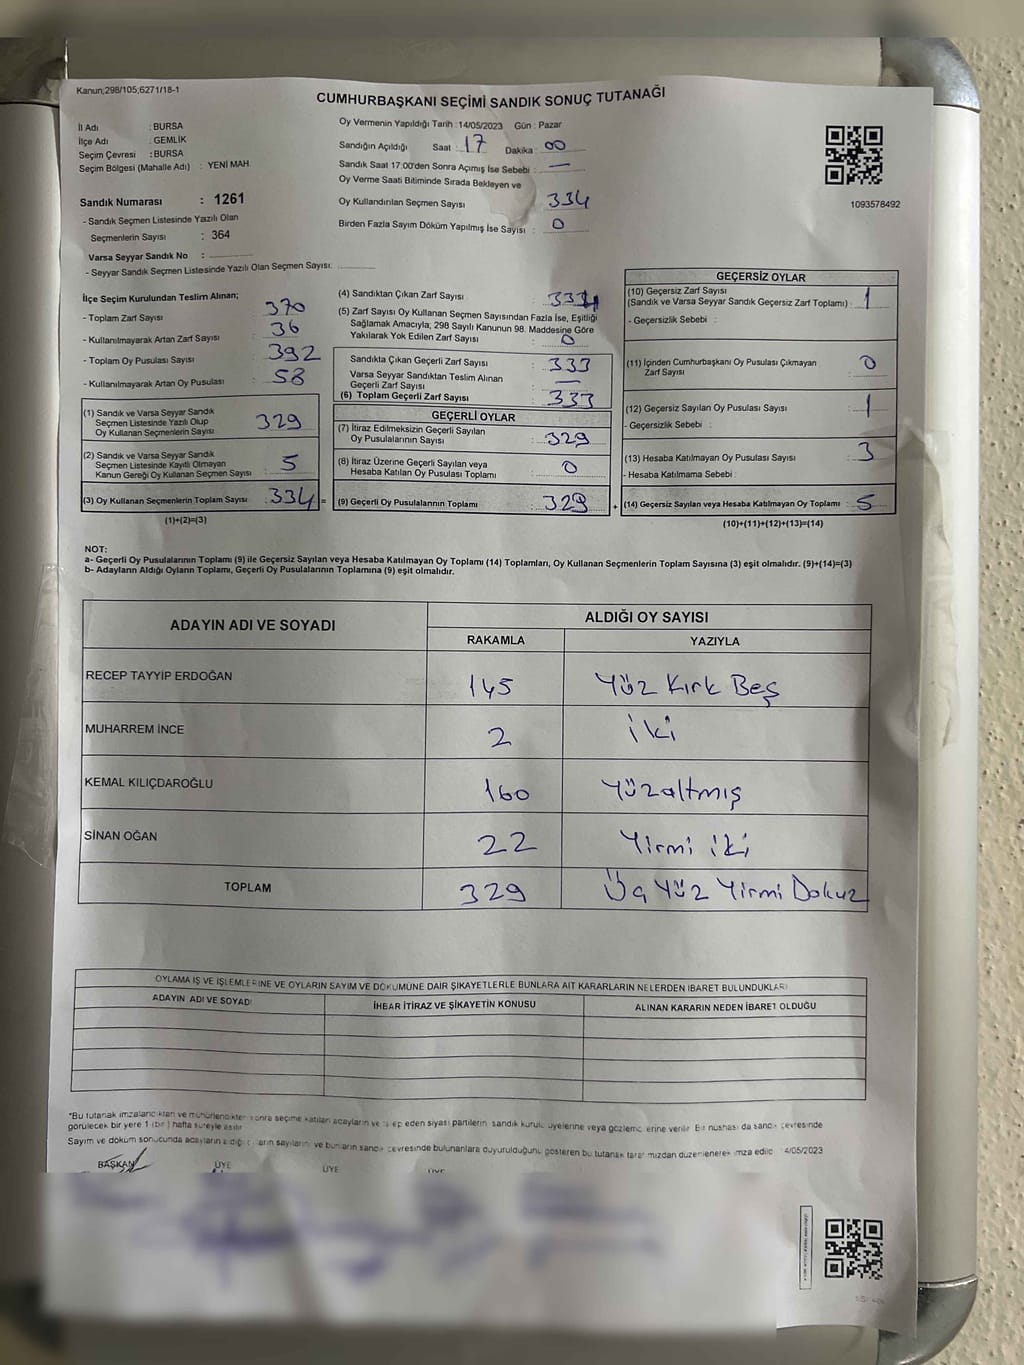 Kanun;298/105;6271/18-1
CUMHURBAŞKANI SEÇİMİ SANDIK SONUÇ TUTANAĞI
İl Adı : BURSA
İlçe Adı : GEMLİK
Seçim Çevresi : BURSA
Seçim Bölgesi (Mahalle Adı) : YENİ MAH.
Sandık Numarası : 1261
- Sandık Seçmen Listesinde Yazılı Olan
Seçmenlerin Sayısı : 364
Varsa Seyyar Sandık No :
- Seyyar Sandık Seçmen Listesinde Yazılı Olan Seçmen Sayısı.
Oy Vermenin Yapıldığı Tarih :14/05/2023 Gün : Pazar
Sandığın Açıldığı Saat : 17 Dakika : 00
Sandık Saat 17:00'den Sonra Açımış İse Sebebi : —
Oy Verme Saati Bitiminde Sırada Bekleyen ve
Oy Kullandırılan Seçmen Sayısı 334
Birden Fazla Sayım Döküm Yapılmış İse Sayısı : 0
1093578492
İlçe Seçim Kurulundan Teslim Alınan;
- Toplam Zarf Sayısı : 370
- Kullanılmayarak Artan Zarf Sayısı : 36
- Toplam Oy Pusulası Sayısı : 392
- Kullanılmayarak Artan Oy Pusulası : 58
(1) Sandık ve Varsa Seyyar Sandık
Seçmen Listesinde Yazılı Olup
Oy Kullanan Seçmenlerin Sayısı 329
(2) Sandık ve Varsa Seyyar Sandık
Seçmen Listesinde Kayıtlı Olmayan
Kanun Gereği Oy Kullanan Seçmen Sayısı 5
(3) Oy Kullanan Seçmenlerin Toplam Sayısı : 334 =
(1)+(2)=(3)
(4) Sandıktan Çıkan Zarf Sayısı : 334
(5) Zarf Sayısı Oy Kullanan Seçmen Sayısından Fazla İse, Eşitliği
Sağlamak Amacıyla; 298 Sayılı Kanunun 98. Maddesine Göre
Yakılarak Yok Edilen Zarf Sayısı : 0
Sandıkta Çıkan Geçerli Zarf Sayısı : 333
Varsa Seyyar Sandıktan Teslim Alınan
Geçerli Zarf Sayısı : —
(6) Toplam Geçerli Zarf Sayısı : 333
GEÇERLİ OYLAR
(7) İtiraz Edilmeksizin Geçerli Sayılan
Oy Pusulalarının Sayısı : 329
(8) İtiraz Üzerine Geçerli Sayılan veya
Hesaba Katılan Oy Pusulası Toplamı : 0
(9) Geçerli Oy Pusulalarının Toplamı : 329 +
GEÇERSİZ OYLAR
(10) Geçersiz Zarf Sayısı
(Sandık ve Varsa Seyyar Sandık Geçersiz Zarf Toplamı) : 1
- Geçersizlik Sebebi :
(11) İçinden Cumhurbaşkanı Oy Pusulası Çıkmayan
Zarf Sayısı : 0
(12) Geçersiz Sayılan Oy Pusulası Sayısı : 1
- Geçersizlik Sebebi :
(13) Hesaba Katılmayan Oy Pusulası Sayısı : 3
- Hesaba Katılmama Sebebi :
(14) Geçersiz Sayılan veya Hesaba Katılmayan Oy Toplamı : 5
(10)+(11)+(12)+(13)=(14)
NOT:
a- Geçerli Oy Pusulalarının Toplamı (9) ile Geçersiz Sayılan veya Hesaba Katılmayan Oy Toplamı (14) Toplamları, Oy Kullanan Seçmenlerin Toplam Sayısına (3) eşit olmalıdır. (9)+(14)=(3)
b- Adayların Aldığı Oyların Toplamı, Geçerli Oy Pusulalarının Toplamına (9) eşit olmalıdır.
ADAYIN ADI VE SOYADI
ALDIĞI OY SAYISI
RAKAMLA YAZIYLA
RECEP TAYYİP ERDOĞAN 145 Yüz Kırk Beş
MUHARREM İNCE 2 iki
KEMAL KILIÇDAROĞLU 160 Yüzaltmış
SİNAN OĞAN 22 Yirmi iki
TOPLAM 329 Üç Yüz Yirmi Dokuz
OYLAMA İŞ VE İŞLEMLERİNE VE OYLARIN SAYIM VE DÖKÜMÜNE DAİR ŞİKAYETLERLE BUNLARA AİT KARARLARIN NELERDEN İBARET BULUNDUKLARI
ADAYIN ADI VE SOYADI İHBAR İTİRAZ VE ŞİKAYETİN KONUSU ALINAN KARARIN NEDEN İBARET OLDUĞU
*Bu tutanak imzalandıktan ve mühürlendikten sonra seçime katılan adayların ve talep eden siyasi partilerin, sandık kurulu üyelerine veya gözlemcilerine verilir. Bir nüshası da sandık çevresinde
görülecek bir yere 1 (bir) hafta süreyle asılır.
Sayım ve döküm sonucunda adayların aldığı oyların sayıların ve bunların sandık çevresinde bulunanlara duyurulduğunu gösteren bu tutanak tarafımızdan düzenlenerek imza edildi. 14/05/2023
BAŞKAN ÜYE ÜYE ÜYE